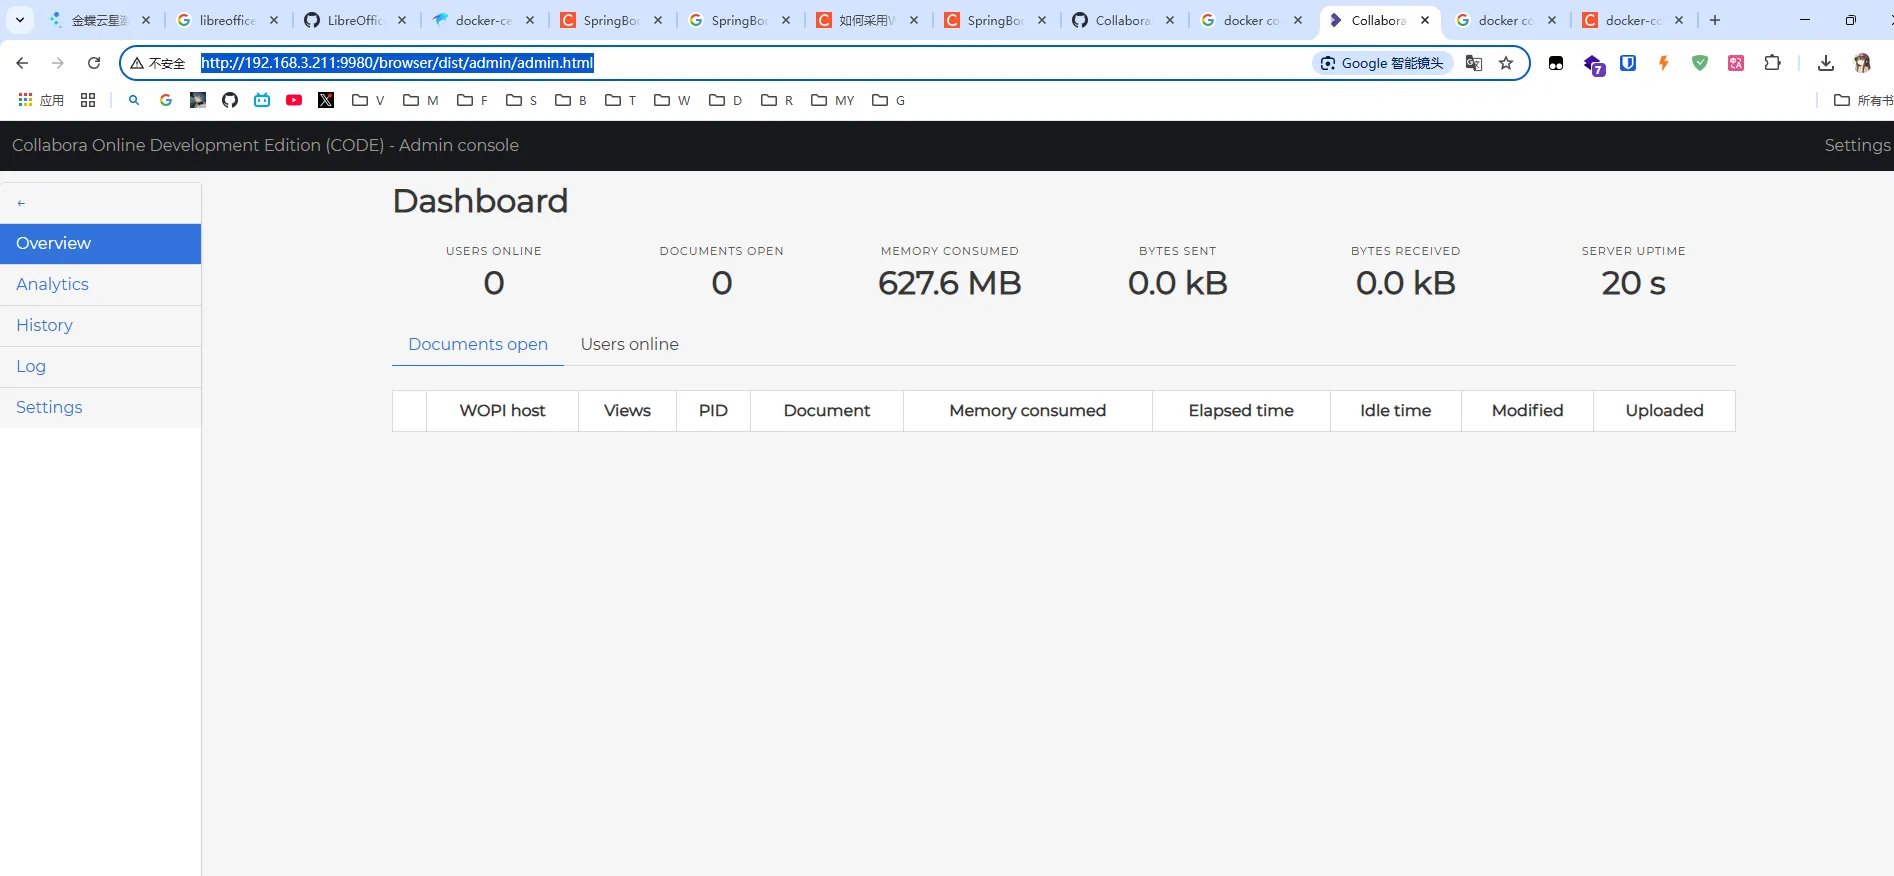 金蝶云星 libreoffice LibreOffic docker-ce SpringBoo SpringBoo 如何采用W SpringBoo Collabora docker co Collabora docker co docker-co
不安全 http://192.168.3.211:9980/browser/dist/admin/admin.html Google 智能镜头 7
应用 V M F S B T W D R MY G 所有书
Collabora Online Development Edition (CODE) - Admin console Settings
←
Overview
Analytics
History
Log
Settings
Dashboard
USERS ONLINE DOCUMENTS OPEN MEMORY CONSUMED BYTES SENT BYTES RECEIVED SERVER UPTIME
0 0 627.6 MB 0.0 kB 0.0 kB 20 s
Documents open Users online
WOPI host Views PID Document Memory consumed Elapsed time Idle time Modified Uploaded